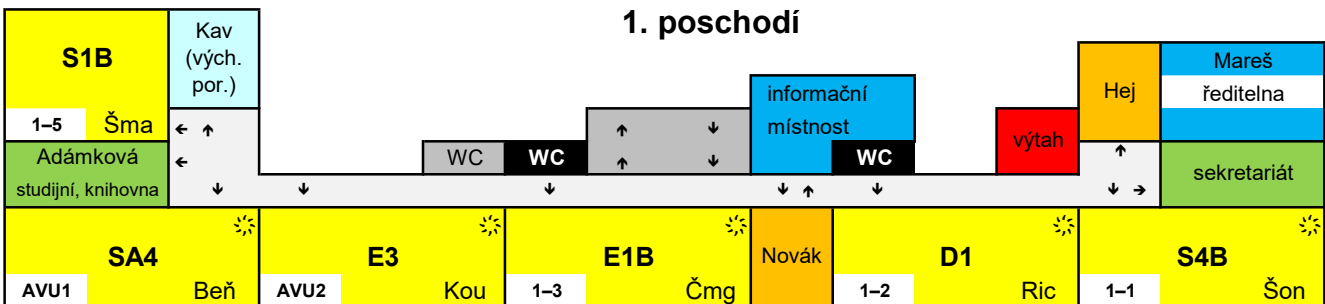 1. poschodí
S1B
1–5 Šma
Kav
(vých.
por.)
Adámková
studijní, knihovna
WC
WC
informační
místnost
WC
výtah
Hej
Mareš
ředitelna
sekretariát
SA4
AVU1 Beň
E3
AVU2 Kou
E1B
1–3 Čmg
Novák
D1
1–2 Ric
S4B
1–1 Šon